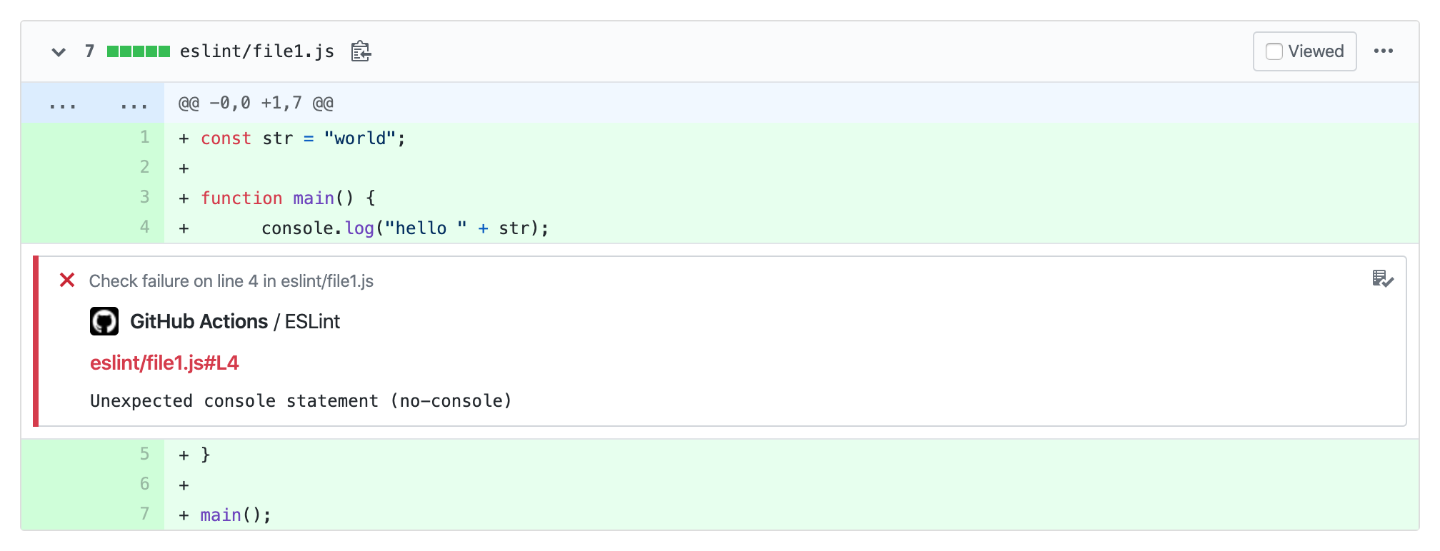 7 eslint/file1.js Viewed
... ... @@ -0,0 +1,7 @@
1 + const str = "world";
2 +
3 + function main() {
4 + console.log("hello " + str);
Check failure on line 4 in eslint/file1.js
GitHub Actions / ESLint
eslint/file1.js#L4
Unexpected console statement (no-console)
5 + }
6 +
7 + main();